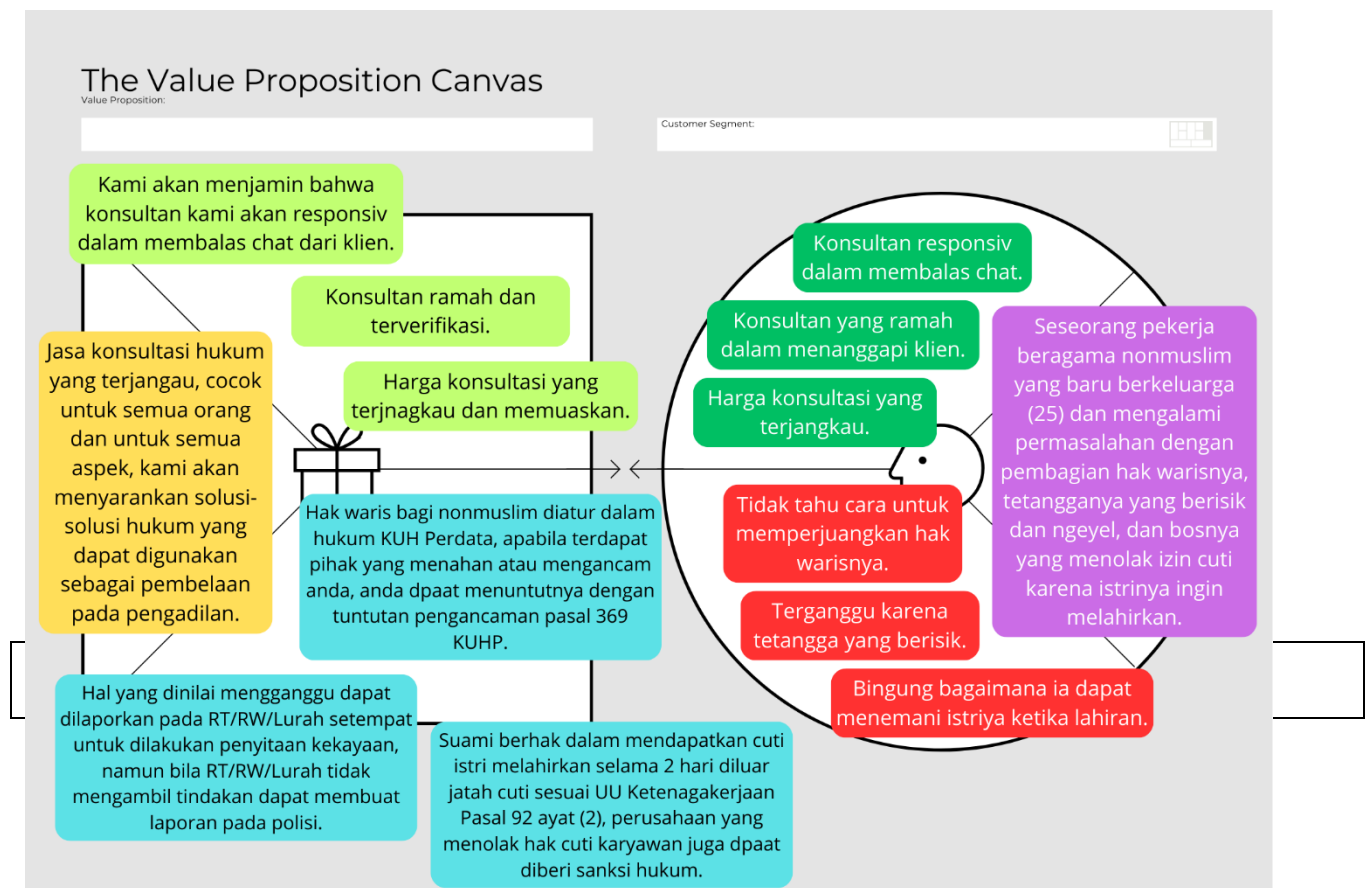 The Value Proposition Canvas
Value Proposition:
Customer Segment:
Kami akan menjamin bahwa
konsultan kami akan responsiv
dalam membalas chat dari klien.
Konsultan ramah dan
terverifikasi.
Harga konsultasi yang
terjnagkau dan memuaskan.
Jasa konsultasi hukum
yang terjangau, cocok
untuk semua orang
dan untuk semua
aspek, kami akan
menyarankan solusi-
solusi hukum yang
dapat digunakan
sebagai pembelaan
pada pengadilan.
Hak waris bagi nonmuslim diatur dalam
hukum KUH Perdata, apabila terdapat
pihak yang menahan atau mengancam
anda, anda dpaat menuntutnya dengan
tuntutan pengancaman pasal 369
KUHP.
Hal yang dinilai mengganggu dapat
dilaporkan pada RT/RW/Lurah setempat
untuk dilakukan penyitaan kekayaan,
namun bila RT/RW/Lurah tidak
mengambil tindakan dapat membuat
laporan pada polisi.
Suami berhak dalam mendapatkan cuti
istri melahirkan selama 2 hari diluar
jatah cuti sesuai UU Ketenagakerjaan
Pasal 92 ayat (2), perusahaan yang
menolak hak cuti karyawan juga dpaat
diberi sanksi hukum.
Konsultan responsiv
dalam membalas chat.
Konsultan yang ramah
dalam menanggapi klien.
Harga konsultasi yang
terjangkau.
Tidak tahu cara untuk
memperjuangkan hak
warisnya.
Terganggu karena
tetangga yang berisik.
Bingung bagaimana ia dapat
menemani istriya ketika lahiran.
Seseorang pekerja
beragama nonmuslim
yang baru berkeluarga
(25) dan mengalami
permasalahan dengan
pembagian hak warisnya,
tetangganya yang berisik
dan ngeyel, dan bosnya
yang menolak izin cuti
karena istrinya ingin
melahirkan.